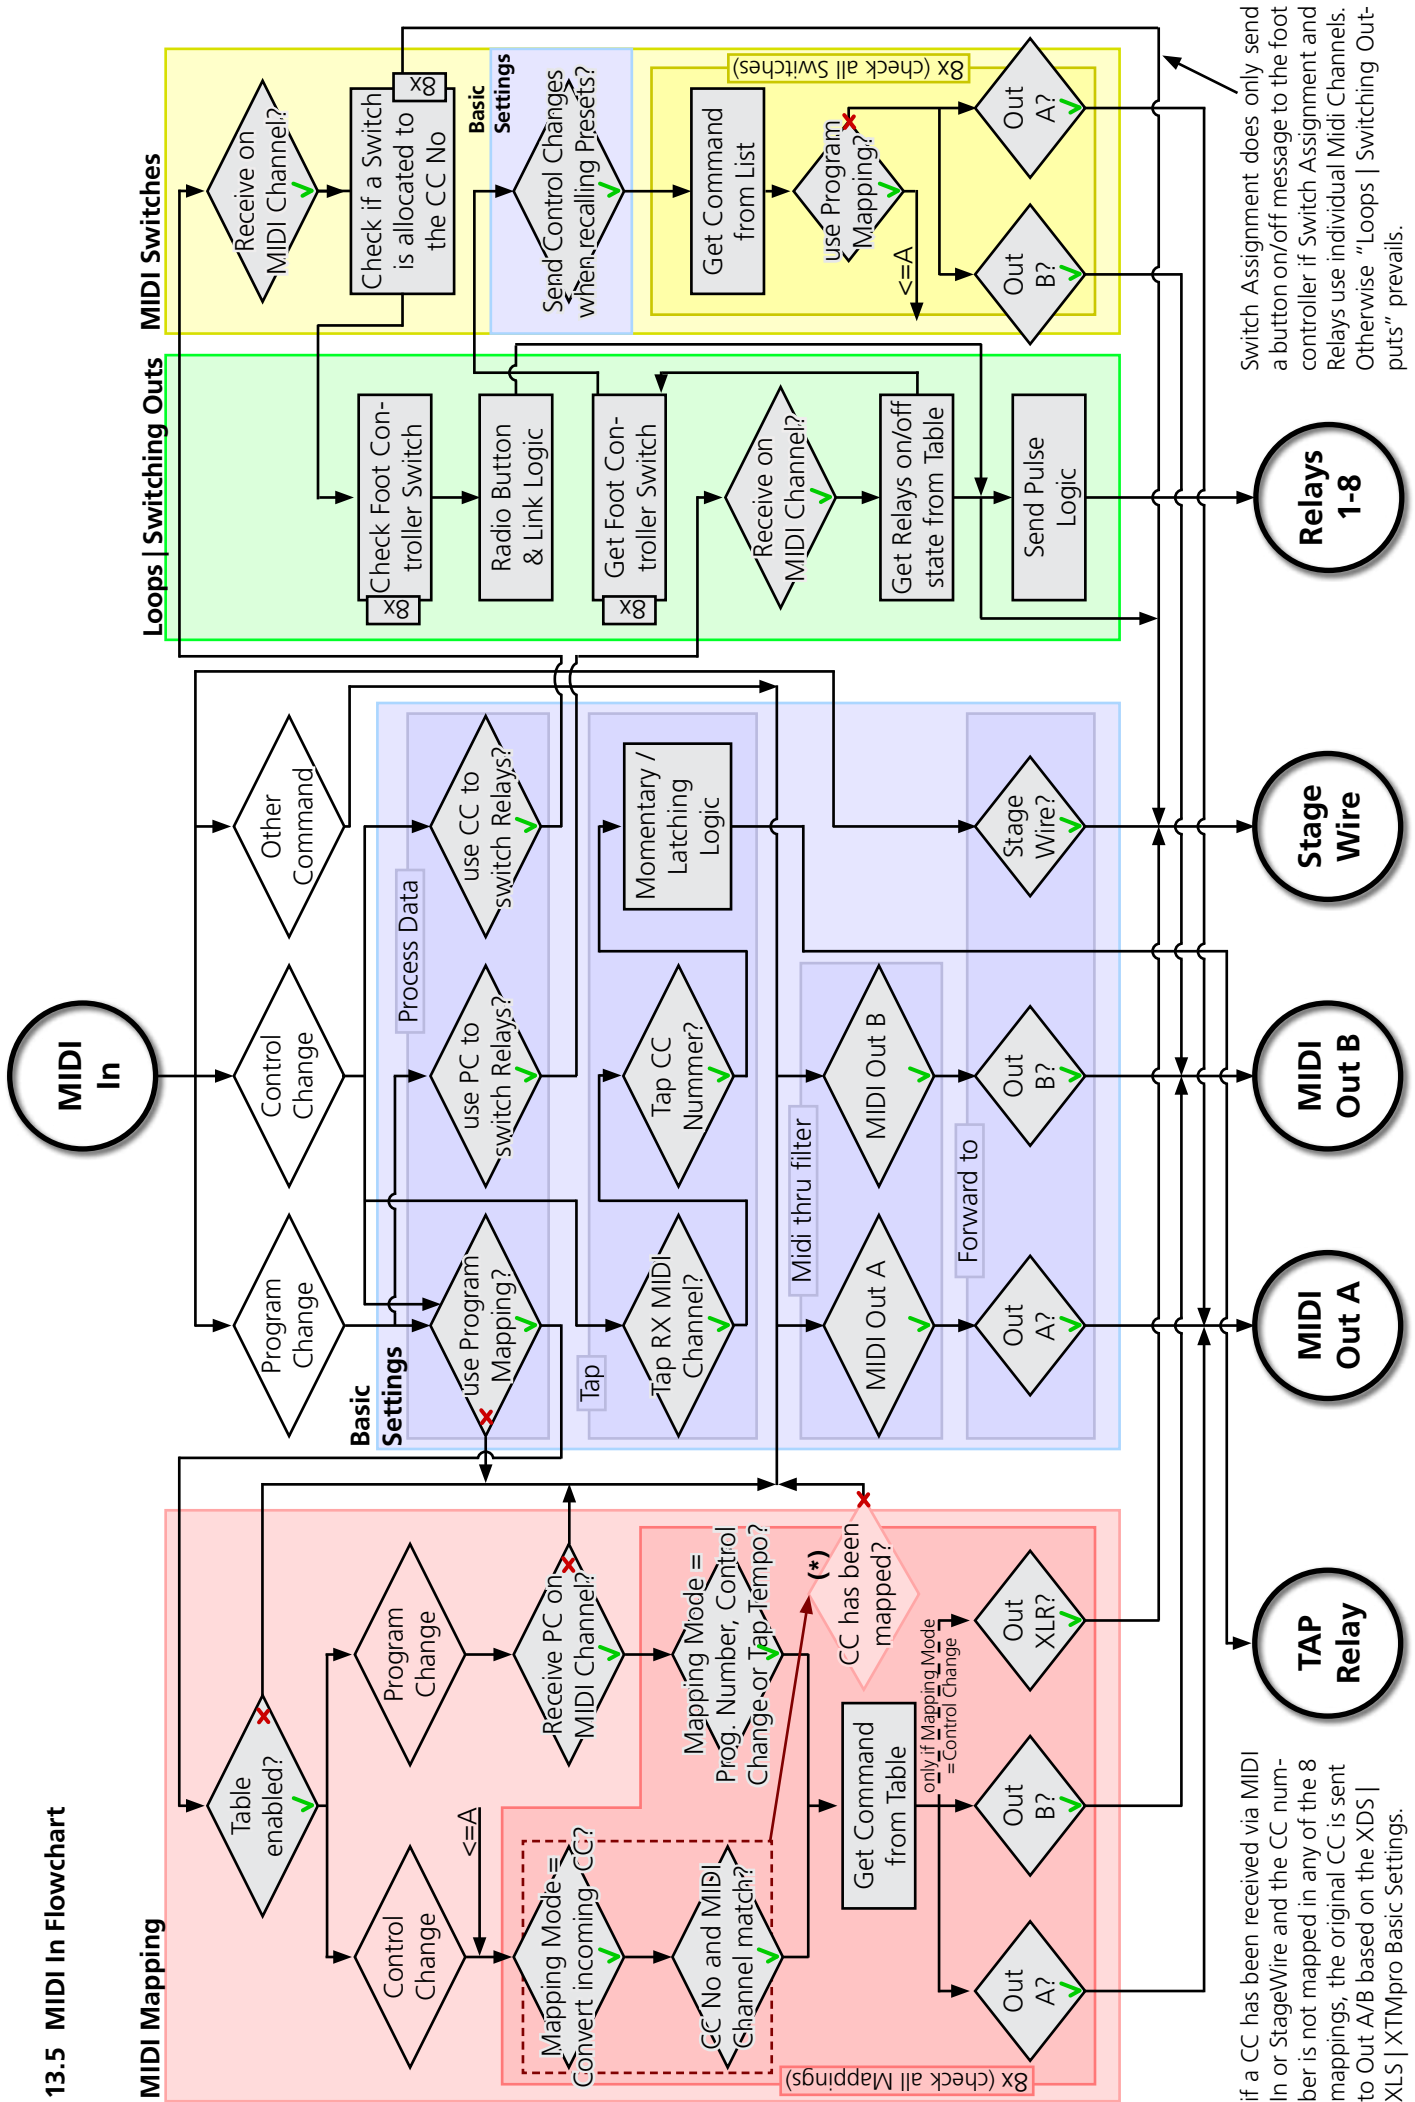 13.5 MIDI In Flowchart
MIDI
In
MIDI Mapping
Table
enabled?
Control
Change
Program
Change
<=A
Receive PC on
MIDI Channel?
Mapping Mode =
Convert incoming CC?
CC No and MIDI
Channel match?
Mapping Mode =
Prog. Number, Control
Change or Tap Tempo?
(*)
CC has been
mapped?
Get Command
from Table
only if Mapping Mode
= Control Change
Out
A?
Out
B?
Out
XLR?
8x (check all Mappings)
Program
Change
Control
Change
Other
Command
Basic
Settings
Process Data
use Program
Mapping?
use PC to
switch Relays?
use CC to
switch Relays?
Tap
Tap RX MIDI
Channel?
Tap CC
Nummer?
Momentary /
Latching
Logic
Midi thru filter
MIDI Out A
MIDI Out B
Forward to
Out
A?
Out
B?
Stage
Wire?
Loops | Switching Outs
Check Foot Con-
troller Switch
8x
Radio Button
& Link Logic
Get Foot Con-
troller Switch
8x
Receive on
MIDI Channel?
Get Relays on/off
state from Table
Send Pulse
Logic
MIDI Switches
Receive on
MIDI Channel?
Check if a Switch
is allocated to
the CC No
8x
Basic
Settings
Send Control Changes
when recalling Presets?
8x (check all Switches)
Get Command
from List
use Program
Mapping?
<=A
Out
B?
Out
A?
TAP
Relay
MIDI
Out A
MIDI
Out B
Stage
Wire
Relays
1-8
if a CC has been received via MIDI
In or StageWire and the CC num-
ber is not mapped in any of the 8
mappings, the original CC is sent
to Out A/B based on the XDS |
XLS | XTMpro Basic Settings.
Switch Assignment does only send
a button on/off message to the foot
controller if Switch Assignment and
Relays use individual Midi Channels.
Otherwise “Loops | Switching Out-
puts” prevails.